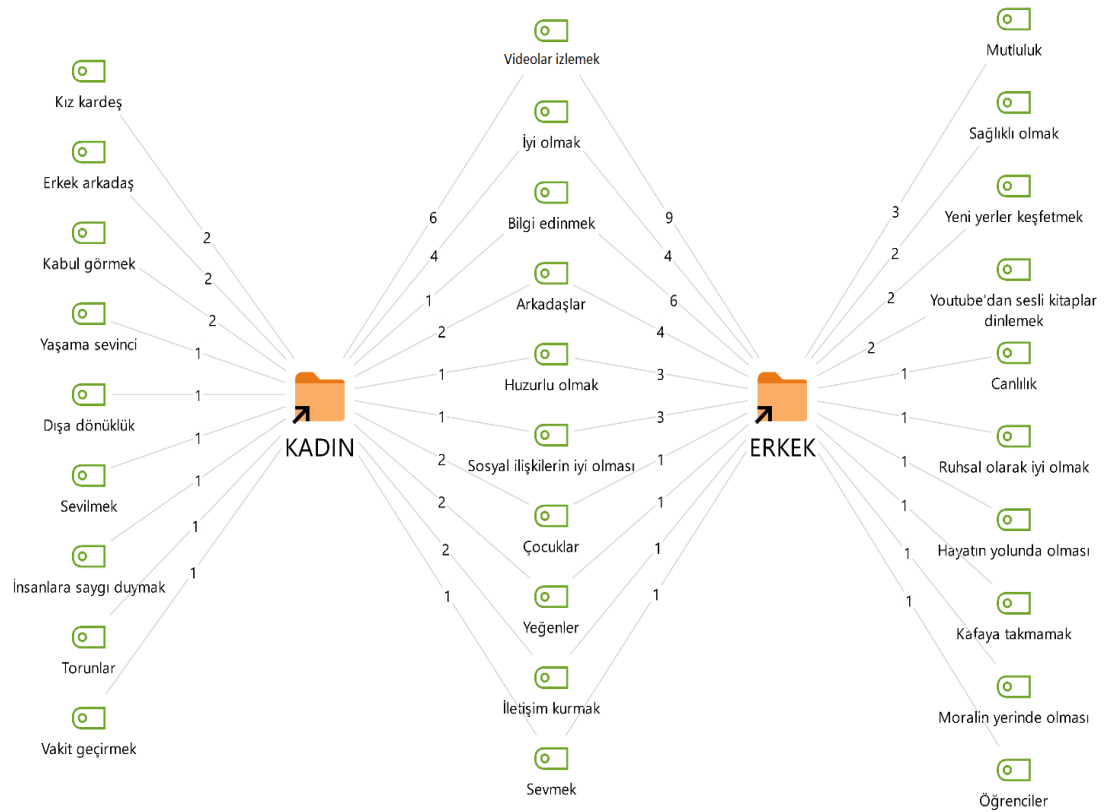 Kız kardeş
Erkek arkadaş
Kabul görmek
Yaşama sevinci
Dışa dönüklük
Sevilmek
İnsanlara saygı duymak
Torunlar
Vakit geçirmek
2
2
2
1
1
1
1
1
1
KADIN
6
4
1
2
1
1
2
2
2
1
Videolar izlemek
İyi olmak
Bilgi edinmek
Arkadaşlar
Huzurlu olmak
Sosyal ilişkilerin iyi olması
Çocuklar
Yeğenler
İletişim kurmak
Sevmek
9
4
6
4
3
3
1
1
1
1
ERKEK
3
2
2
2
1
1
1
1
1
1
Mutluluk
Sağlıklı olmak
Yeni yerler keşfetmek
Youtube'dan sesli kitaplar
dinlemek
Canlılık
Ruhsal olarak iyi olmak
Hayatın yolunda olması
Kafaya takmamak
Moralin yerinde olması
Öğrenciler